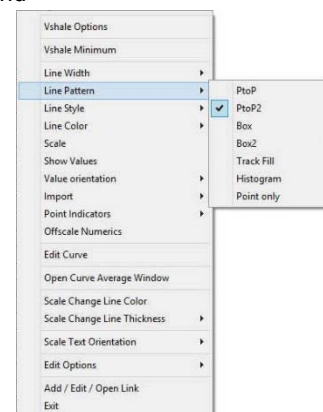 Vshale Options
Vshale Minimum
Line Width
Line Pattern
Line Style
Line Color
Scale
Show Values
Value orientation
Import
Point Indicators
Offscale Numerics
Edit Curve
Open Curve Average Window
Scale Change Line Color
Scale Change Line Thickness
Scale Text Orientation
Edit Options
Add / Edit / Open Link
Exit
PtoP
PtoP2
Box
Box2
Track Fill
Histogram
Point only